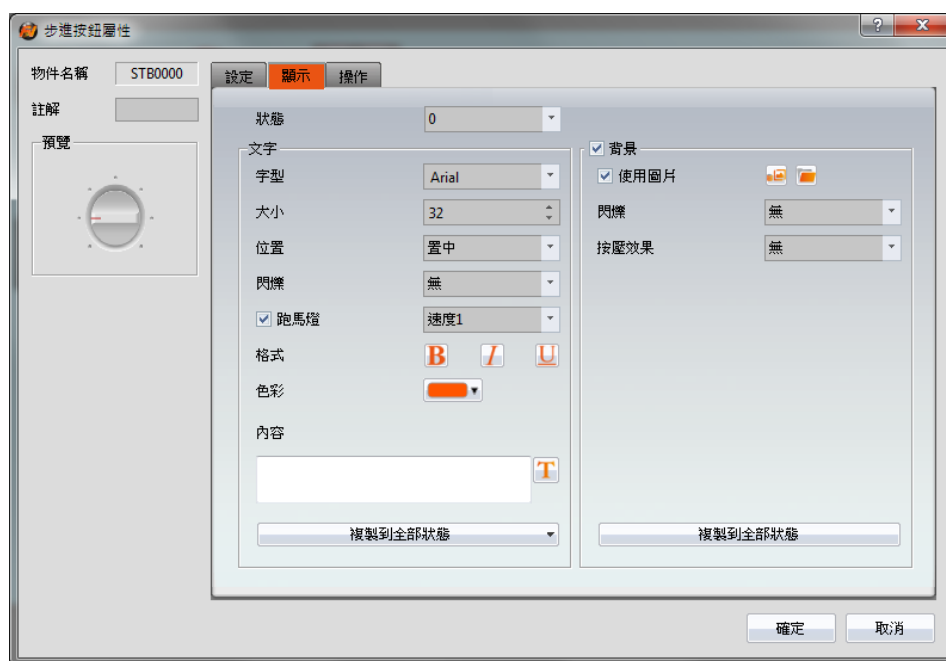 步進按鈕屬性
物件名稱 STB0000
註解
預覽
設定 顯示 操作
狀態 0
文字
字型 Arial
大小 32
位置 置中
閃爍 無
跑馬燈 速度1
格式 B I U
色彩
內容
T
複製到全部狀態
背景
使用圖片
閃爍 無
按壓效果 無
複製到全部狀態
確定 取消